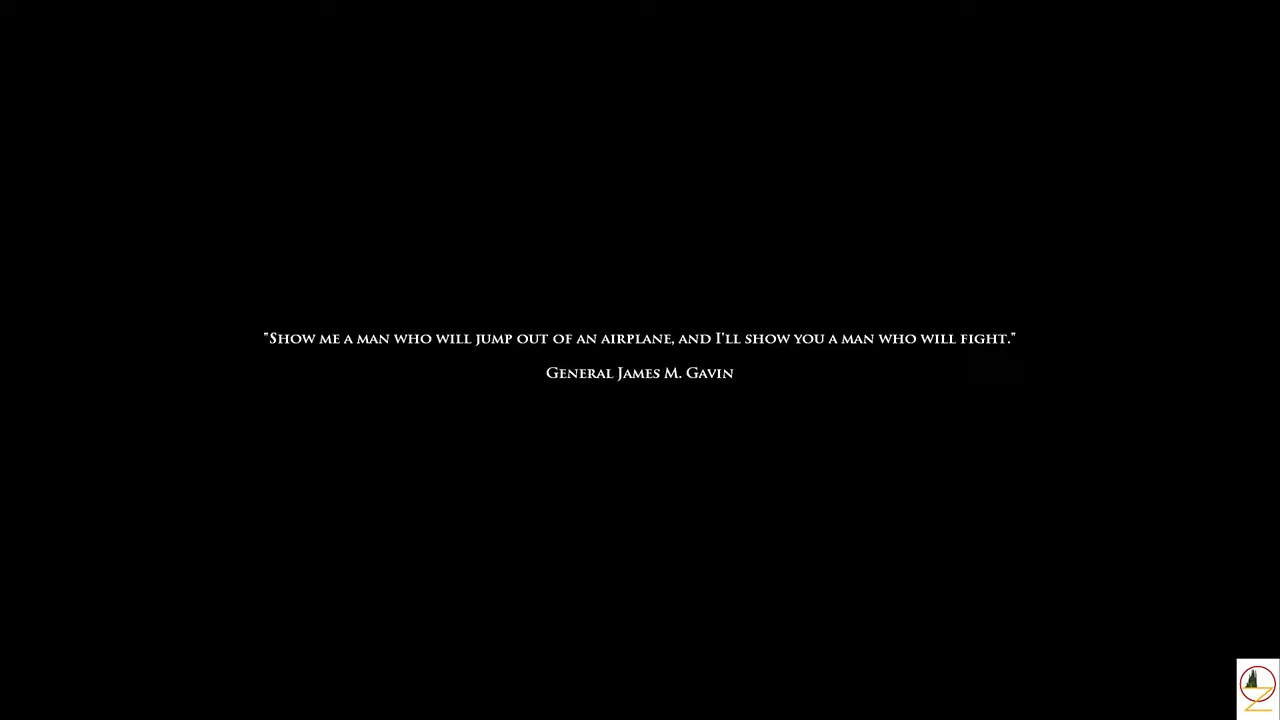 "Show me a man who will jump out of an airplane, and I'll show you a man who will fight."
General James M. Gavin